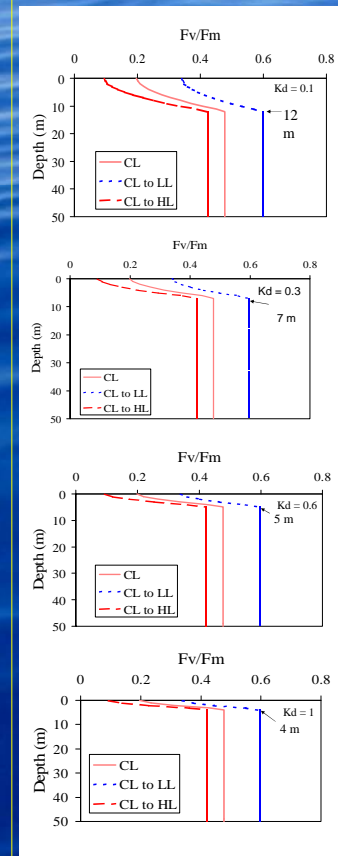 Fv/Fm
0 0.2 0.4 0.6 0.8
0
10
20
30
40
50
Depth (m)
Kd = 0.1
12
m
CL
CL to LL
CL to HL
Fv/Fm
0 0.2 0.4 0.6 0.8
0
10
20
30
40
50
Depth (m)
Kd = 0.3
7 m
CL
CL to LL
CL to HL
Fv/Fm
0 0.2 0.4 0.6 0.8
0
10
20
30
40
50
Depth (m)
Kd = 0.6
5 m
CL
CL to LL
CL to HL
Fv/Fm
0 0.2 0.4 0.6 0.8
0
10
20
30
40
50
Depth (m)
Kd = 1
4 m
CL
CL to LL
CL to HL